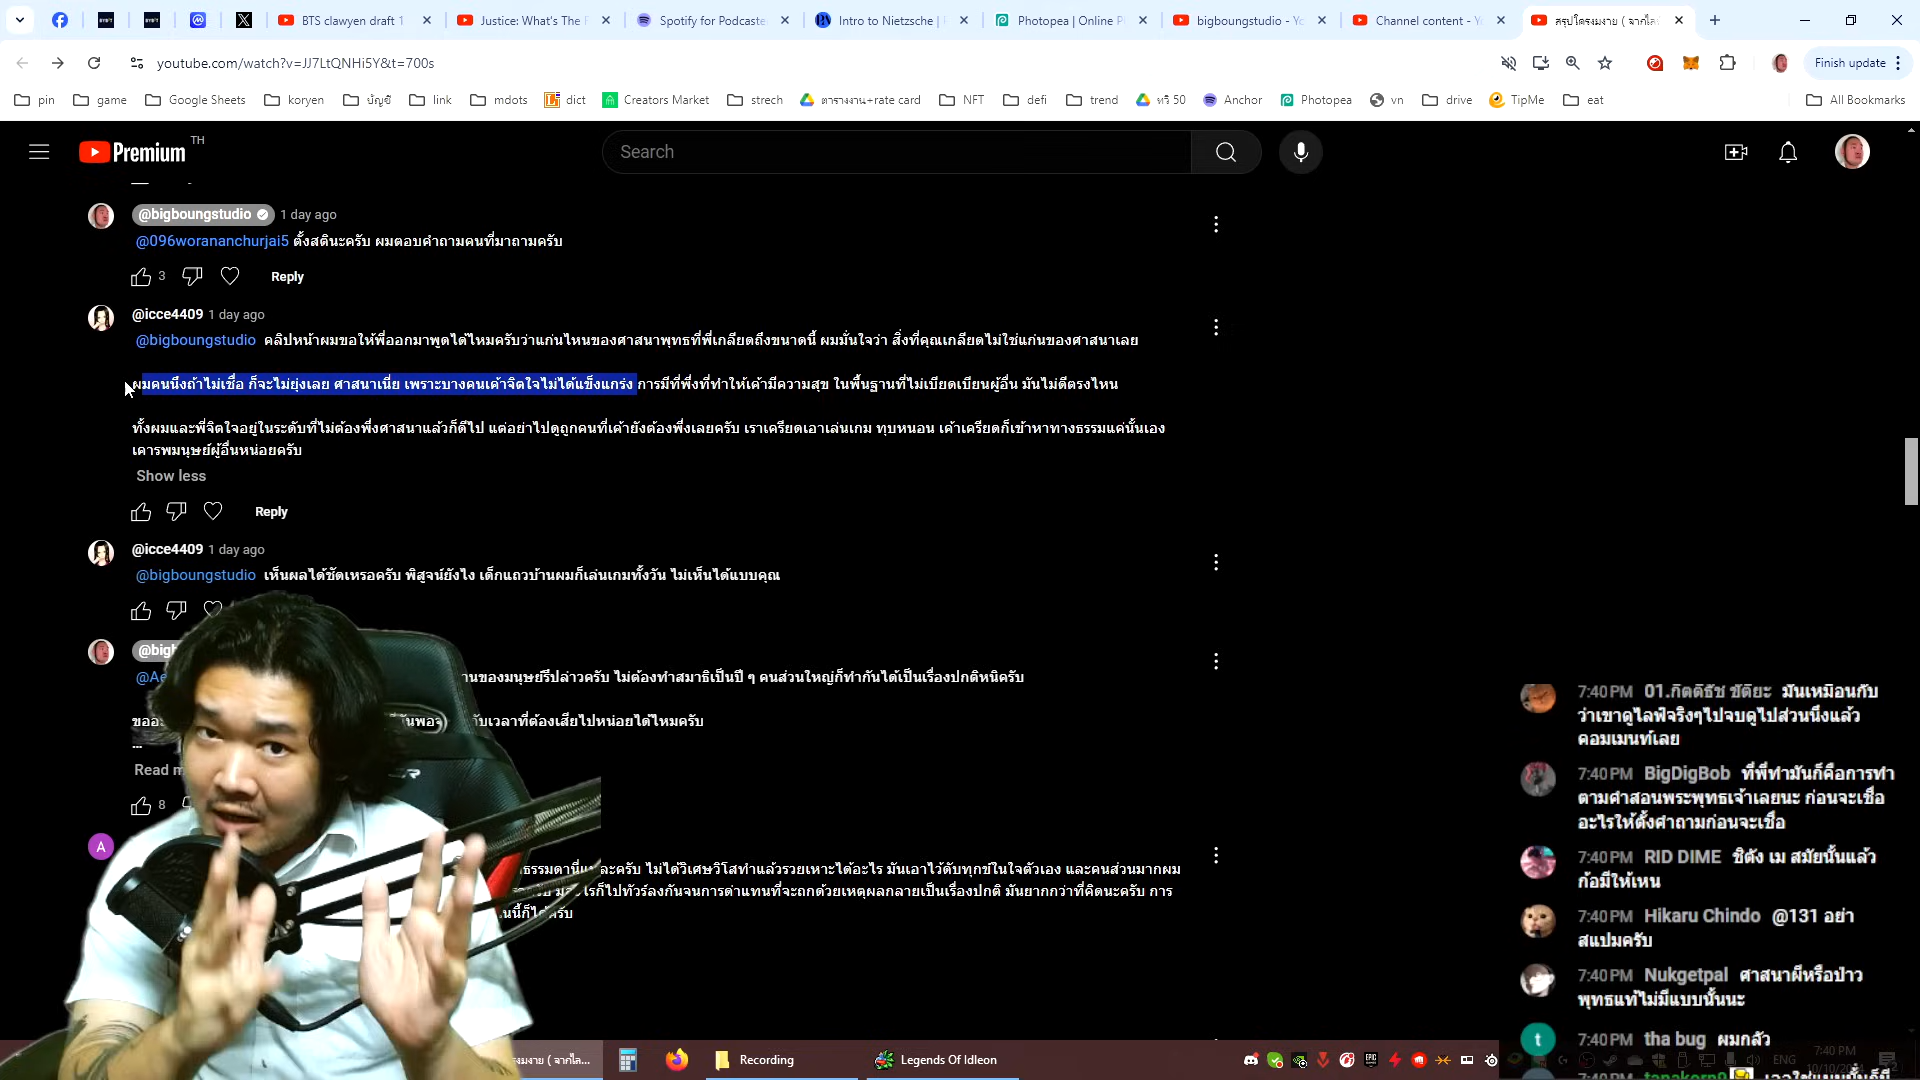 BTS clawyen draft 1
Justice: What's The
Spotify for Podcaste
Intro to Nietzsche |
Photopea | Online P
bigboungstudio - Yo
Channel content - Y
สรุปโครงมงาย ( จากไล
youtube.com/watch?v=JJ7LtQNHi5Y&t=700s
Finish update
pin game Google Sheets koryen บัญชี link mdots dict Creators Market strech ตารางงาน+rate card NFT defi trend ทวิ 50 Anchor Photopea vn drive TipMe eat All Bookmarks
Premium TH
Search
@bigboungstudio 1 day ago
@096worananchurjai5 ตั้งสตินะครับ ผมตอบคำถามคนที่มาถามครับ
3 Reply
@icce4409 1 day ago
@bigboungstudio คลิปหน้าผมขอให้พี่ออกมาพูดได้ไหมครับว่าแก่นไหนของศาสนาพุทธที่พี่เกลียดถึงขนาดนี้ ผมมั่นใจว่า สิ่งที่คุณเกลียดไม่ใช่แก่นของศาสนาเลย
ผมคนนึงถ้าไม่เชื่อ ก็จะไม่ยุ่งเลย ศาสนาเนี่ย เพราะบางคนเค้าจิตใจไม่ได้แข็งแกร่ง การมีที่พึ่งที่ทำให้เค้ามีความสุข ในพื้นฐานที่ไม่เบียดเบียนผู้อื่น มันไม่ดีตรงไหน
ทั้งผมและพี่จิตใจอยู่ในระดับที่ไม่ต้องพึ่งศาสนาแล้วก็ดีไป แต่อย่าไปดูถูกคนที่เค้ายังต้องพึ่งเลยครับ เราเครียดเอาเล่นเกม ทุบหนอน เค้าเครียดก็เข้าหาทางธรรมแค่นั้นเอง
เคารพมนุษย์ผู้อื่นหน่อยครับ
Show less
Reply
@icce4409 1 day ago
@bigboungstudio เห็นผลได้ชัดเหรอครับ พิสูจน์ยังไง เด็กแถวบ้านผมก็เล่นเกมทั้งวัน ไม่เห็นได้แบบคุณ
@bigb
@Ae านของมนุษย์รึปล่าวครับ ไม่ต้องทำสมาธิเป็นปี ๆ คนส่วนใหญ่ก็ทำกันได้เป็นเรื่องปกติหนิครับ
ขออ ับเวลาที่ต้องเสียไปหน่อยได้ไหมครับ
...
Read m
8
A
ธรรมดานี่แหละครับ ไม่ได้วิเศษวิโสทำแล้วรวยเหาะได้อะไร มันเอาไว้ดับทุกข์ในใจตัวเอง และคนส่วนมากผม
ไรก็ไปทัวร์ลงกันจนการด่าแทนที่จะถกด้วยเหตุผลกลายเป็นเรื่องปกติ มันยากกว่าที่คิดนะครับ การ
นนี้ก็ได้ครับ
7:40 PM 01.กิตติธัช ขัติยะ มันเหมือนกับ
ว่าเขาดูไลฟ์จริงๆไปจบดูไปส่วนนึงแล้ว
คอมเมนท์เลย
7:40 PM BigDigBob ที่พี่ทำมันก็คือการทำ
ตามคำสอนพระพุทธเจ้าเลยนะ ก่อนจะเชื่อ
อะไรให้ตั้งคำถามก่อนจะเชื่อ
7:40 PM RID DIME ชิตัง เม สมัยนั้นแล้ว
ก้อมีให้เหน
7:40 PM Hikaru Chindo @131 อย่า
สแปมครับ
7:40 PM Nukgetpal ศาสนาผีหรือป่าว
พุทธแท้ไม่มีแบบนั้นนะ
7:40 PM tha bug ผมกลัว
Recording
Legends Of Idleon
ENG
7:40 PM